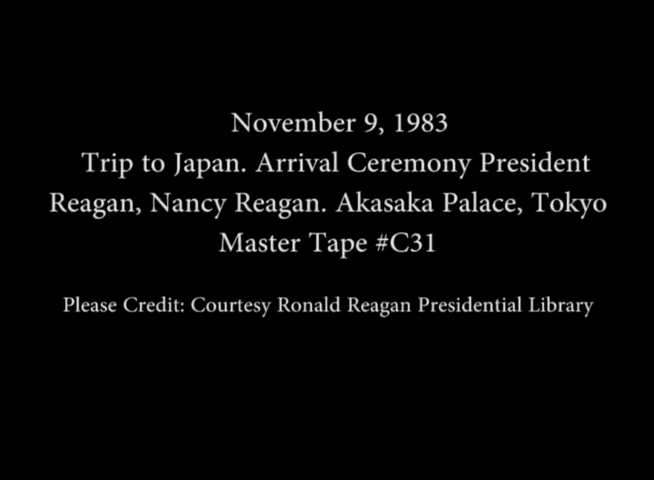 November 9, 1983
Trip to Japan. Arrival Ceremony President
Reagan, Nancy Reagan. Akasaka Palace, Tokyo
Master Tape #C31
Please Credit: Courtesy Ronald Reagan Presidential Library